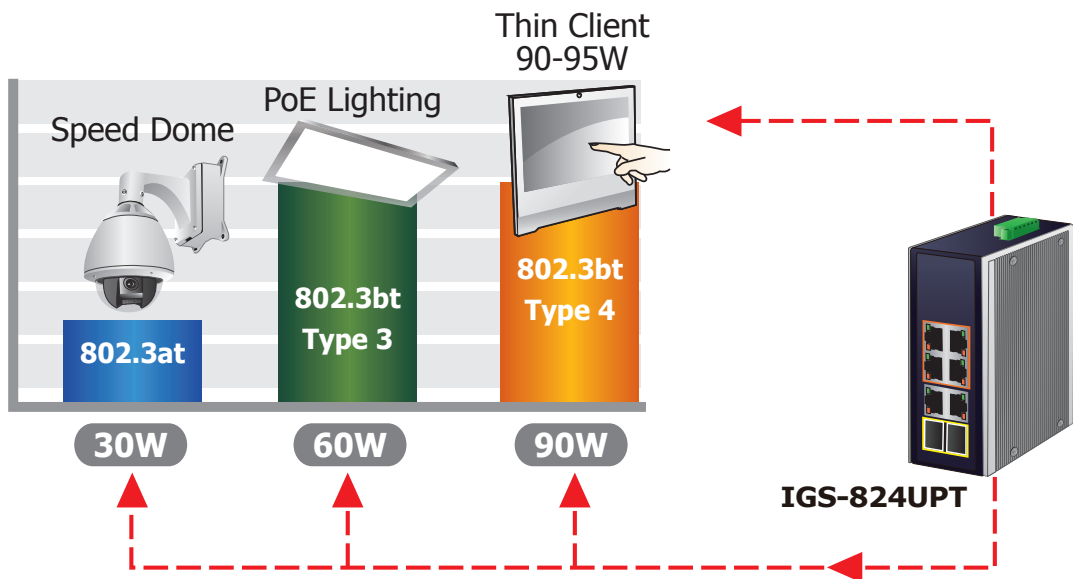 Thin Client
90-95W
PoE Lighting
Speed Dome
802.3at
802.3bt
Type 3
802.3bt
Type 4
30W
60W
90W
IGS-824UPT